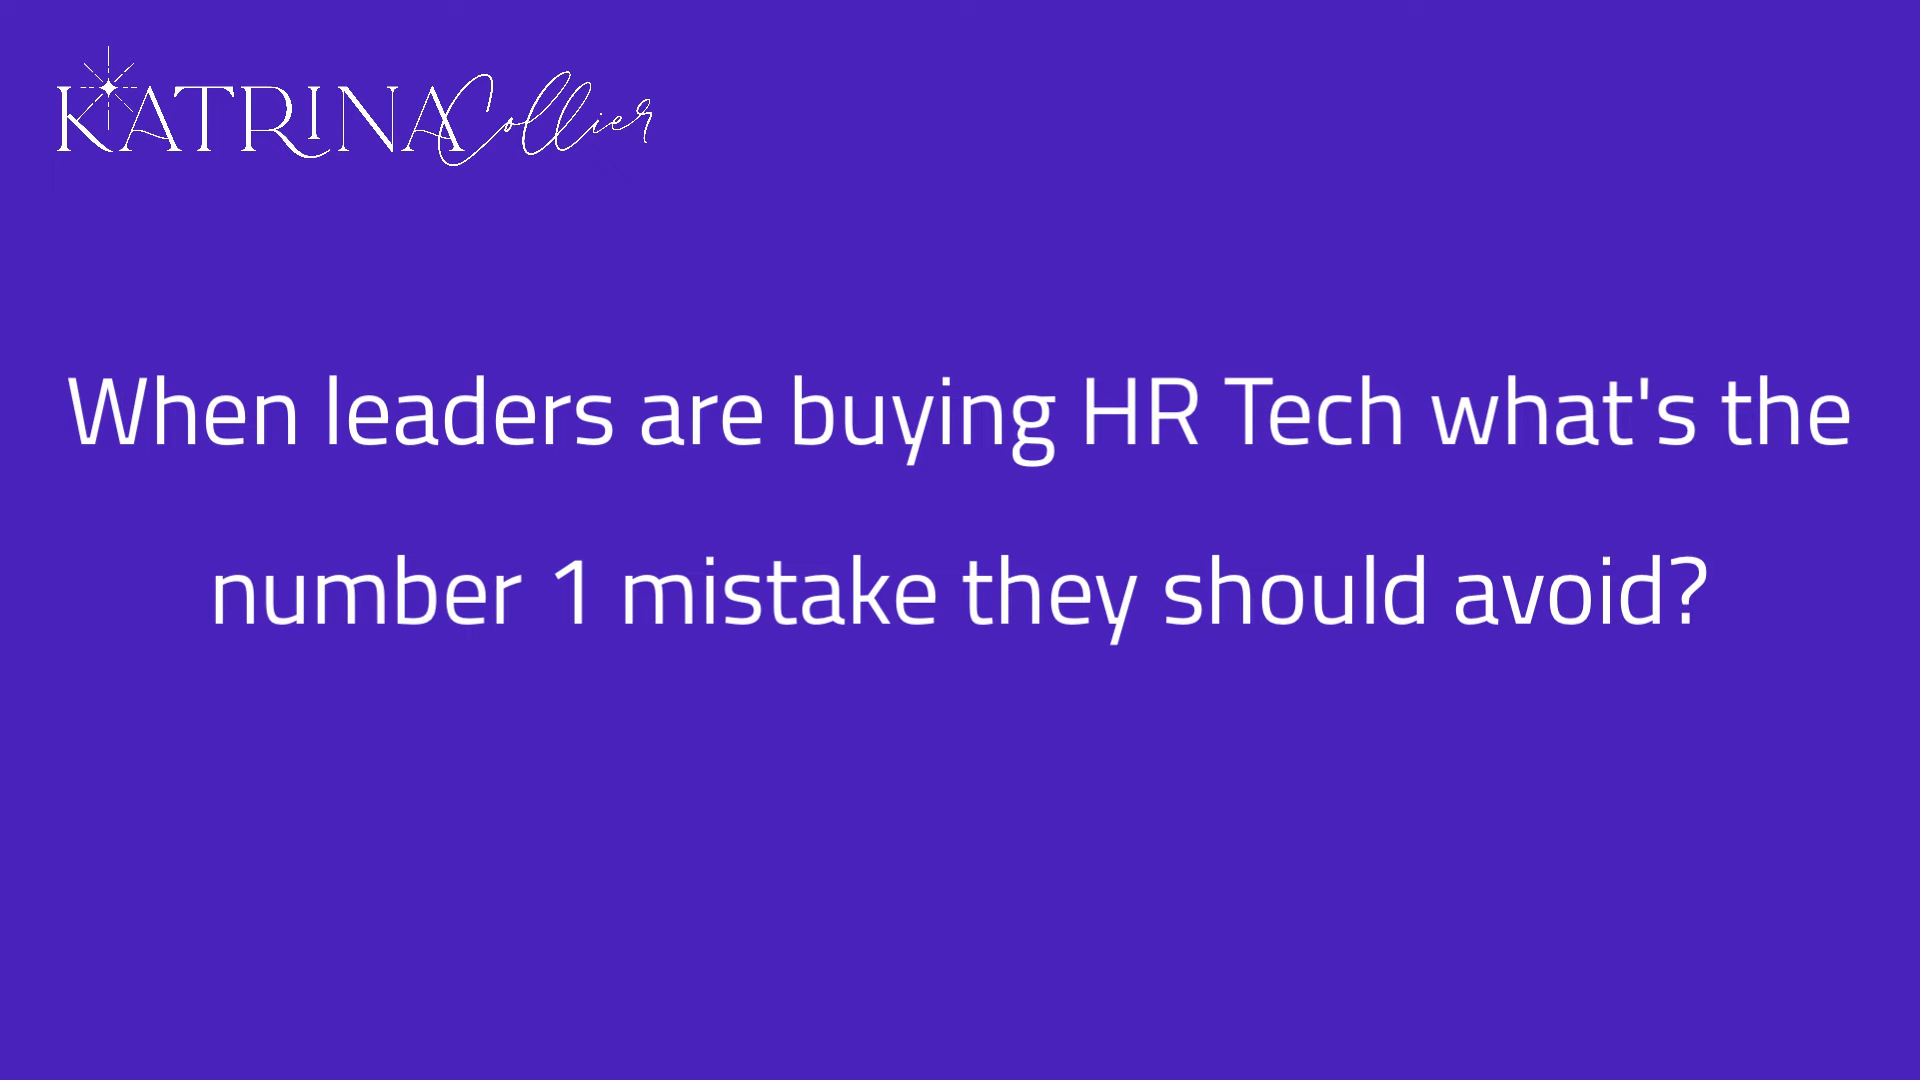 KATRINA Collier
When leaders are buying HR Tech what's the
number 1 mistake they should avoid?